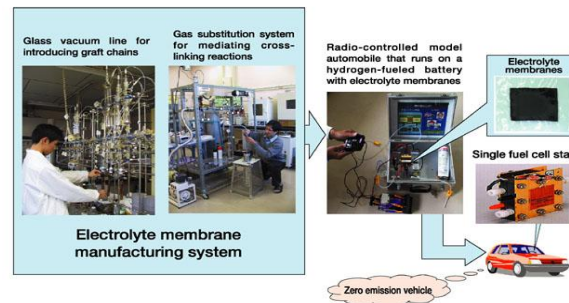 Glass vacuum line for
introducing graft chains
Gas substitution system
for mediating cross-
linking reactions
Electrolyte membrane
manufacturing system
Radio-controlled model
automobile that runs on a
hydrogen-fueled battery
with electrolyte membranes
Electrolyte
membranes
Single fuel cell sta
Zero emission vehicle